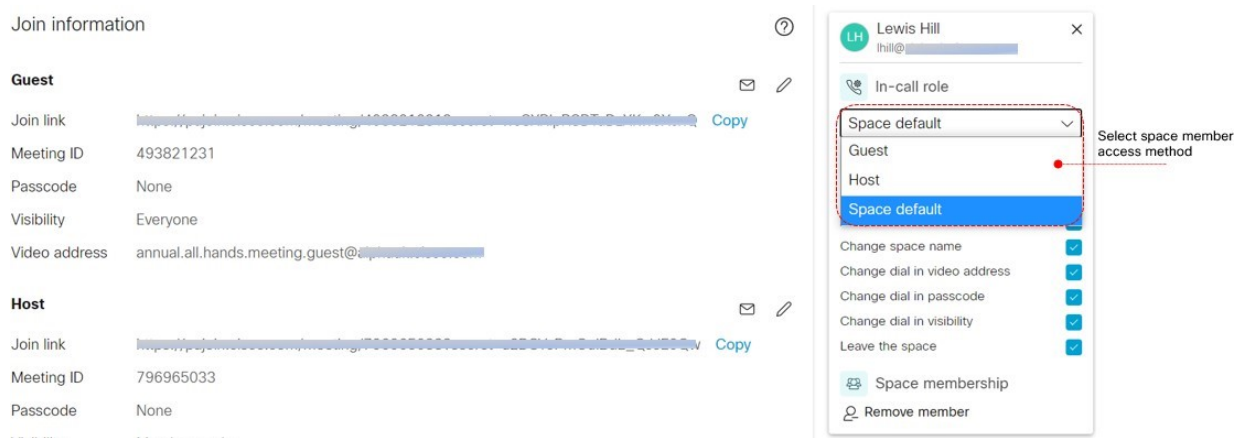 Join information
Guest
Join link Copy
Meeting ID 493821231
Passcode None
Visibility Everyone
Video address annual.all.hands.meeting.guest@
Host
Join link Copy
Meeting ID 796965033
Passcode None
LH Lewis Hill
lhill@
In-call role
Space default
Guest
Host
Space default
Change space name
Change dial in video address
Change dial in passcode
Change dial in visibility
Leave the space
Space membership
Remove member
Select space member
access method